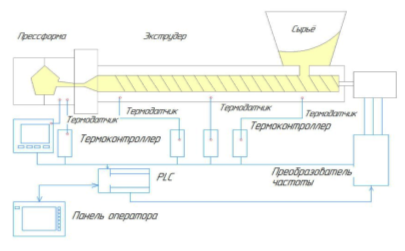 Прессформа
Экструдер
Сырьё
Термодатчик
Термодатчик
Термодатчик
Термодатчик
Термоконтроллер
Термоконтроллер
PLC
Преобразователь
частоты
Панель оператора